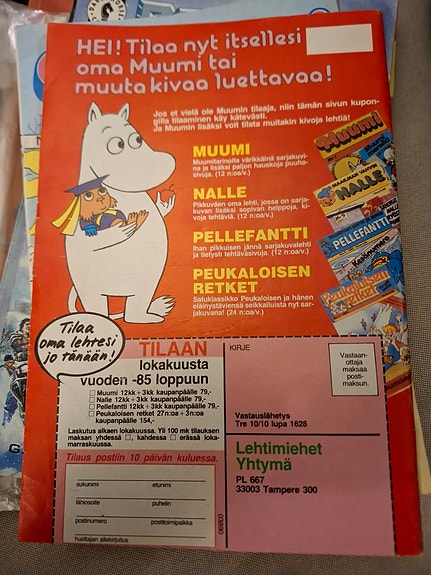 HEI! Tilaa nyt itsellesi
oma Muumi tai
muuta kivaa luettavaa!
Jos et vielä ole Muumin tilaaja, niin tämän sivun kupon-
gilla tilaaminen käy kätevästi.
Ja Muumin lisäksi voit tilata muitakin kivoja lehtiä!
MUUMI
Muumitarinoita värikkäinä sarjakuvi-
na ja lisäksi paljon hauskoja puuha-
sivuja. (12 n:oa/v.)
NALLE
Pikkuväen oma lehti, jossa on sarja-
kuvan lisäksi sopivan helppoja, ki-
voja tehtäviä. (12 n:oa/v.)
PELLEFANTTI
Ihan pikkuisen jännä sarjakuvalehti
ja tietysti tehtäväsivuja. (12 n:oa/v.)
PEUKALOISEN
RETKET
Satuklassikko Peukaloisen ja hänen
eläinystäviensä seikkailuista nyt sar-
jakuvana! (24 n:oa/v.)
Muumi
MAAILMAN VAHVIN
NALLE
PELLEFANTTI
Peukaloisen
retket
Tilaa
oma lehtesi
jo tänään!
TILAAN
lokakuusta
vuoden -85 loppuun
Muumi 12kk + 3kk kaupanpälle 79,-
Nalle 12kk + 3kk kaupanpälle 79,-
Pellefantti 12kk + 3kk kaupanpälle 79,-
Peukaloisen retket 27n:oa + 3n:oa
kaupanpälle 154,-
Laskutus alkaen lokakuussa. Yli 100 mk tilauksen
maksan yhdessä, kahdessa erässä loka-
marraskuussa.
Tilaus postiin 10 päivän kuluessa.
sukunimi etunimi
lähiosoite puhelin
postinumero postitoimipaikka
huoltajan allekirjoitus
KIRJE
Vastaan-
ottaja
maksaa
posti-
maksun.
Vastauslähetys
Tre 10/10 lupa 1628
Lehtimiehet
Yhtymä
PL 667
33003 Tampere 300